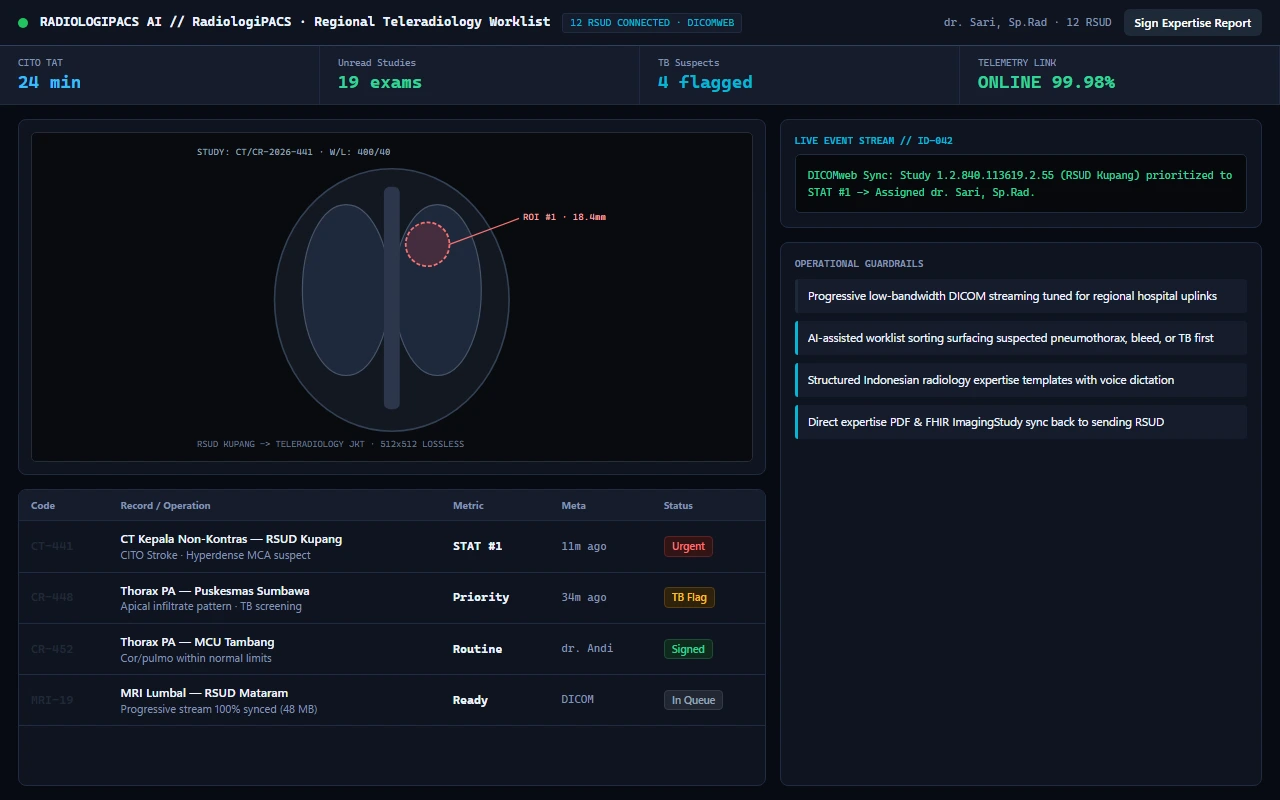 RADIOLOGIPACS AI // RadiologiPACS · Regional Teleradiology Worklist
12 RSUD CONNECTED · DICOMWEB
dr. Sari, Sp.Rad · 12 RSUD
Sign Expertise Report
CITO TAT
24 min
Unread Studies
19 exams
TB Suspects
4 flagged
TELEMETRY LINK
ONLINE 99.98%
STUDY: CT/CR-2026-441 · W/L: 400/40
ROI #1 · 18.4mm
RSUD KUPANG -> TELERADIOLOGY JKT · 512x512 LOSSLESS
LIVE EVENT STREAM // ID-042
DICOMweb Sync: Study 1.2.840.113619.2.55 (RSUD Kupang) prioritized to
STAT #1 -> Assigned dr. Sari, Sp.Rad.
OPERATIONAL GUARDRAILS
Progressive low-bandwidth DICOM streaming tuned for regional hospital uplinks
AI-assisted worklist sorting surfacing suspected pneumothorax, bleed, or TB first
Structured Indonesian radiology expertise templates with voice dictation
Direct expertise PDF & FHIR ImagingStudy sync back to sending RSUD
Code Record / Operation Metric Meta Status
CT-441 CT Kepala Non-Kontras — RSUD Kupang STAT #1 11m ago Urgent
CITO Stroke · Hyperdense MCA suspect
CR-448 Thorax PA — Puskesmas Sumbawa Priority 34m ago TB Flag
Apical infiltrate pattern · TB screening
CR-452 Thorax PA — MCU Tambang Routine dr. Andi Signed
Cor/pulmo within normal limits
MRI-19 MRI Lumbal — RSUD Mataram Ready DICOM In Queue
Progressive stream 100% synced (48 MB)